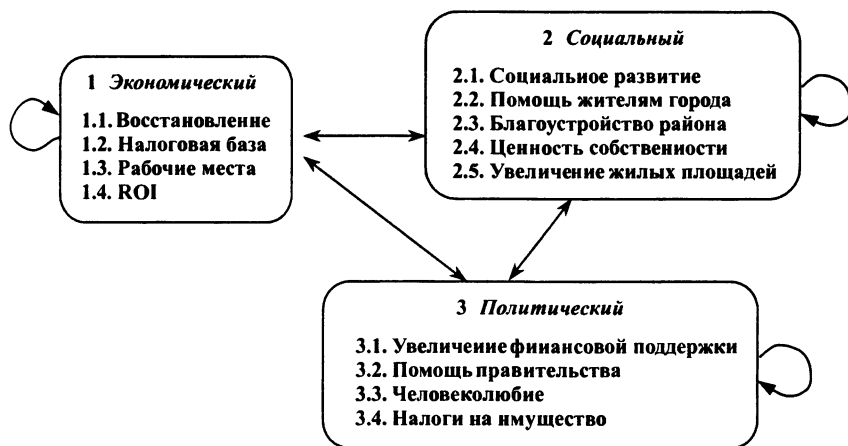 1 Экономический
1.1. Восстановление
1.2. Налоговая база
1.3. Рабочие места
1.4. ROI
2 Социальный
2.1. Социальное развитие
2.2. Помощь жителям города
2.3. Благоустройство района
2.4. Ценность собственности
2.5. Увеличение жилых площадей
3 Политический
3.1. Увеличение финансовой поддержки
3.2. Помощь правительства
3.3. Человеколюбие
3.4. Налоги на имущество